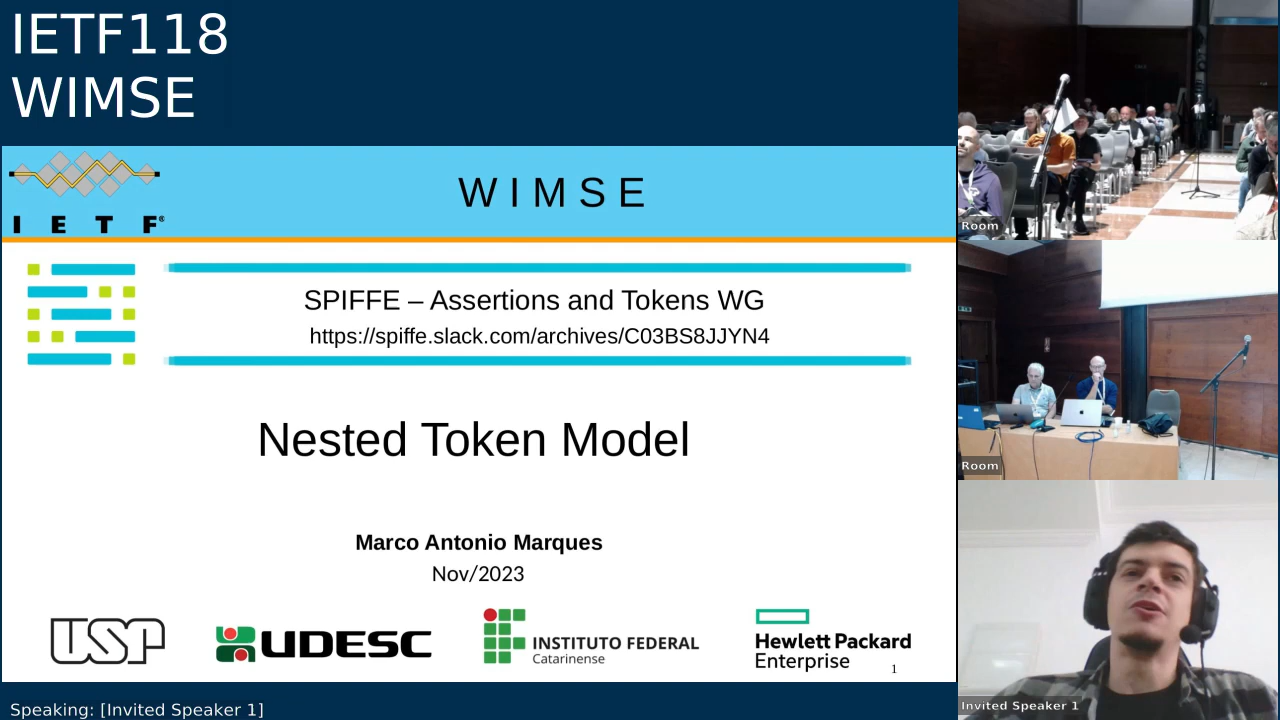 IETF118
WIMSE
WIMSE
I E T F®
SPIFFE – Assertions and Tokens WG
https://spiffe.slack.com/archives/C03BS8JJYN4
Nested Token Model
Marco Antonio Marques
Nov/2023
USP
UDESC
INSTITUTO FEDERAL
Catarinense
Hewlett Packard
Enterprise
1
Room
Room
Invited Speaker 1
Speaking: [Invited Speaker 1]